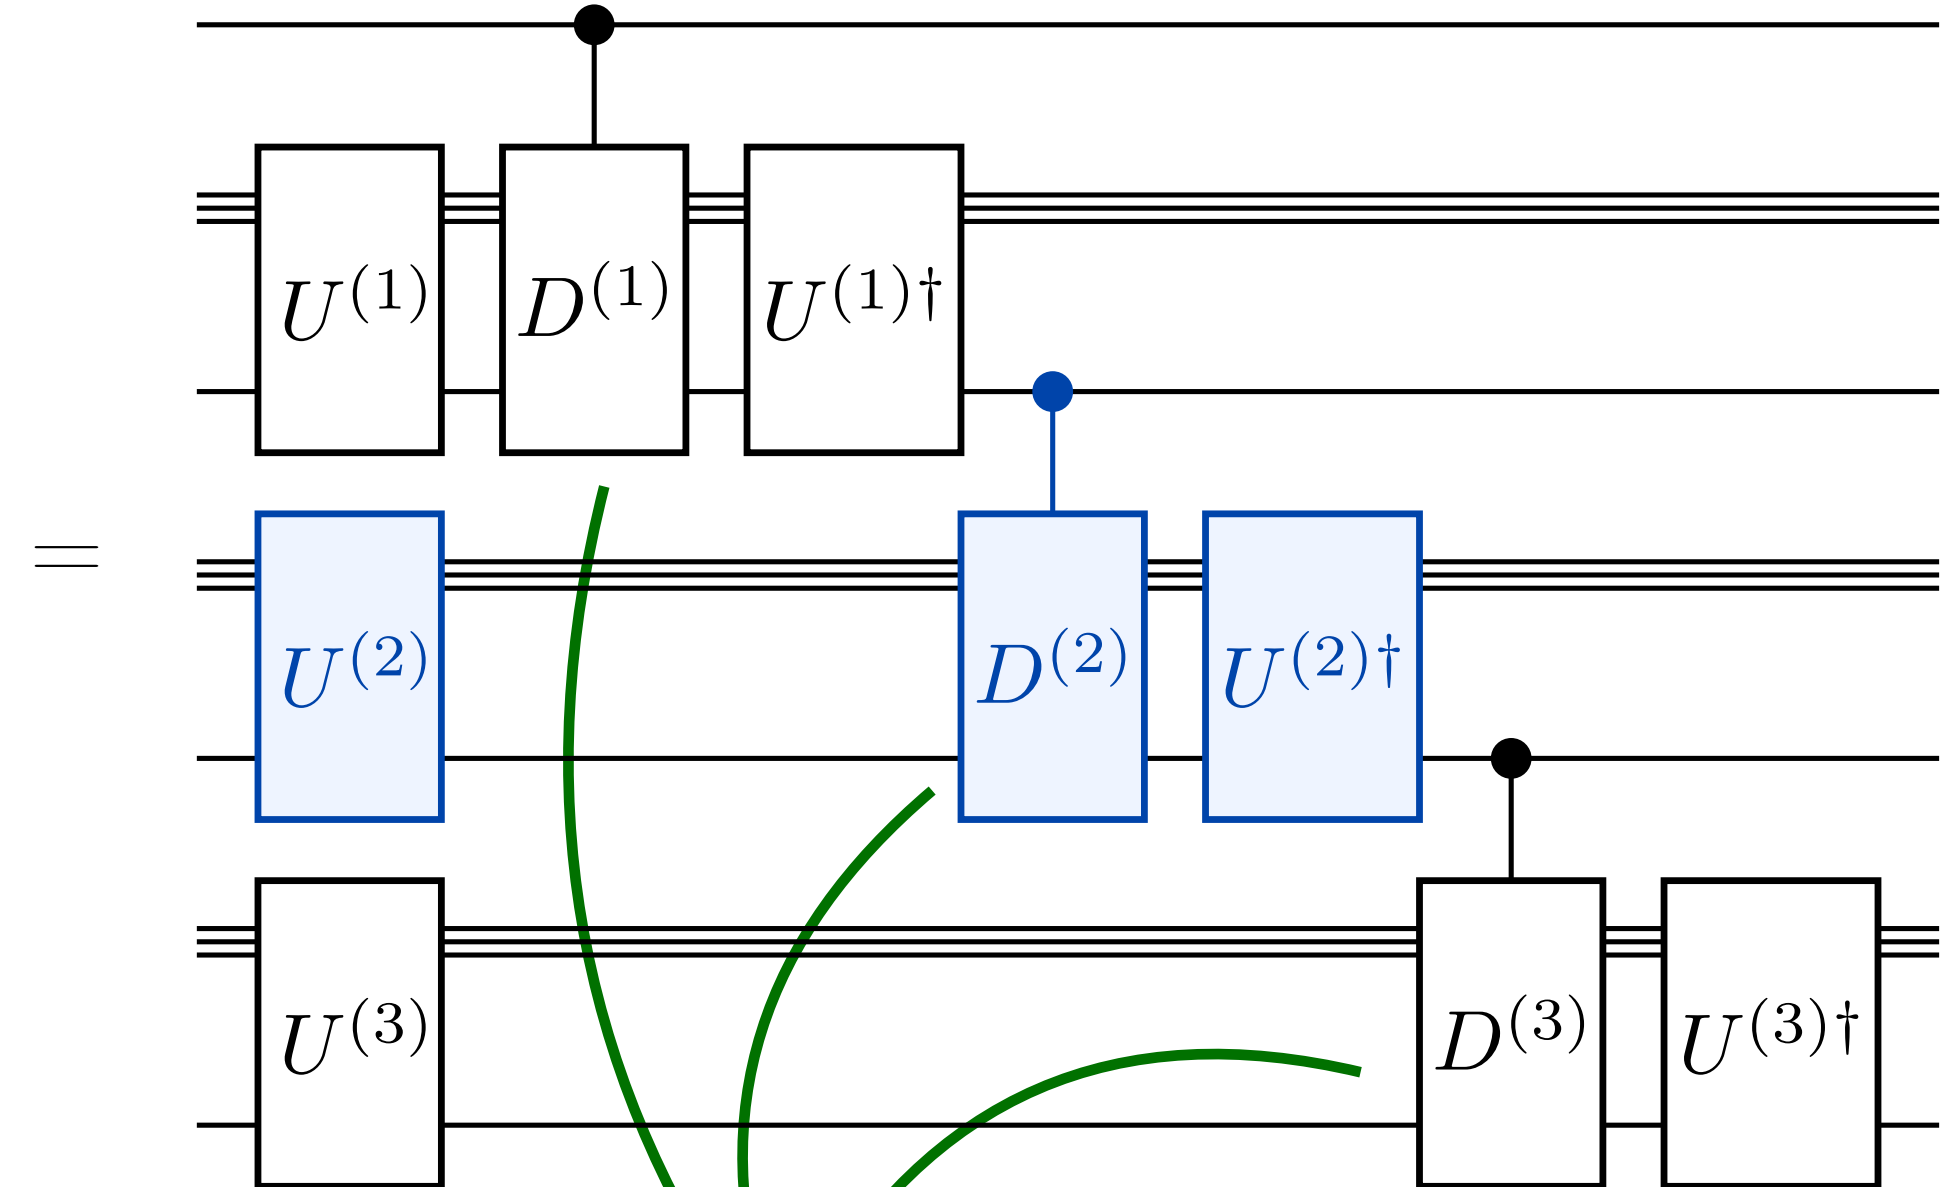 U^{(1)} D^{(1)} U^{(1)†}
=
U^{(2)} D^{(2)} U^{(2)†}
U^{(3)} D^{(3)} U^{(3)†}